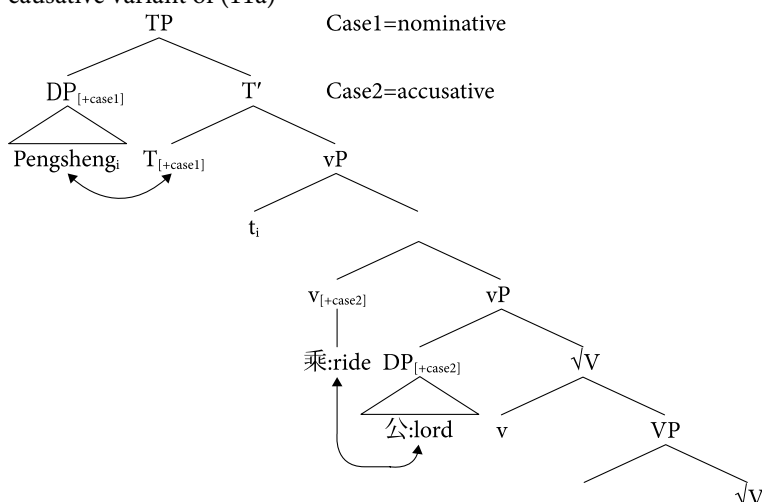 causative variant of (11a)
TP Case1=nominative
DP[+case1] T′ Case2=accusative
Pengshengi T[+case1] vP
ti
v[+case2] vP
乘:ride DP[+case2] √V
公:lord v VP
√V